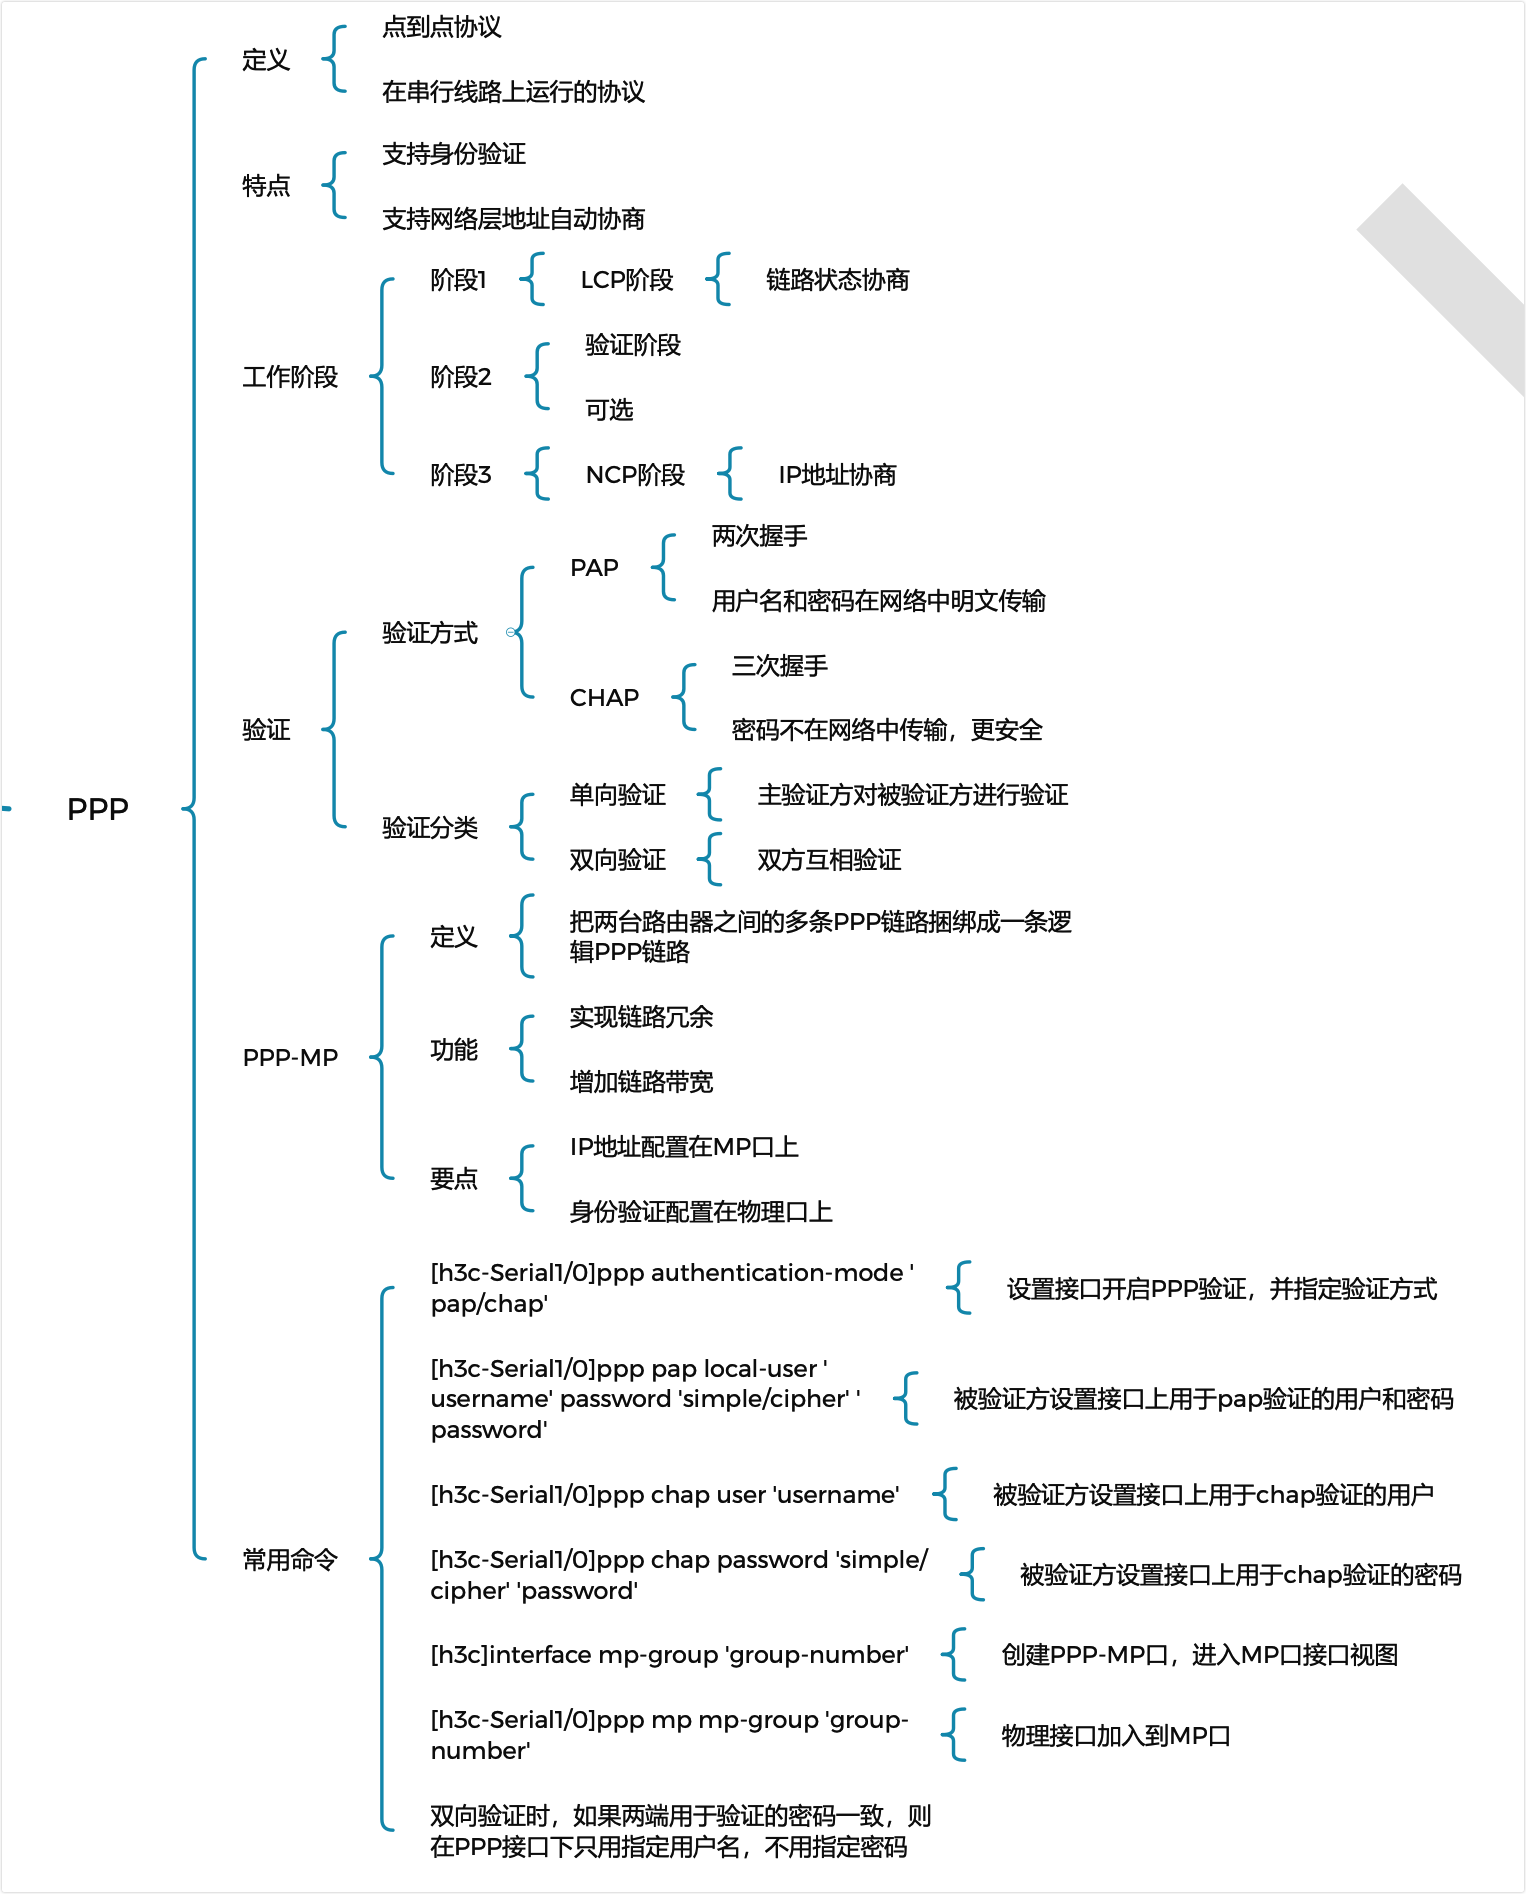 PPP
定义
点到点协议
在串行线路上运行的协议
特点
支持身份验证
支持网络层地址自动协商
工作阶段
阶段1
LCP阶段
链路状态协商
阶段2
验证阶段
可选
阶段3
NCP阶段
IP地址协商
验证
验证方式
PAP
两次握手
用户名和密码在网络中明文传输
CHAP
三次握手
密码不在网络中传输，更安全
验证分类
单向验证
主验证方对被验证方进行验证
双向验证
双方互相验证
PPP-MP
定义
把两台路由器之间的多条PPP链路捆绑成一条逻
辑PPP链路
功能
实现链路冗余
增加链路带宽
要点
IP地址配置在MP口上
身份验证配置在物理口上
常用命令
[h3c-Serial1/0]ppp authentication-mode '
pap/chap'
设置接口开启PPP验证，并指定验证方式
[h3c-Serial1/0]ppp pap local-user '
username' password 'simple/cipher' '
password'
被验证方设置接口上用于pap验证的用户和密码
[h3c-Serial1/0]ppp chap user 'username'
被验证方设置接口上用于chap验证的用户
[h3c-Serial1/0]ppp chap password 'simple/
cipher' 'password'
被验证方设置接口上用于chap验证的密码
[h3c]interface mp-group 'group-number'
创建PPP-MP口，进入MP口接口视图
[h3c-Serial1/0]ppp mp mp-group 'group-
number'
物理接口加入到MP口
双向验证时，如果两端用于验证的密码一致，则
在PPP接口下只用指定用户名，不用指定密码